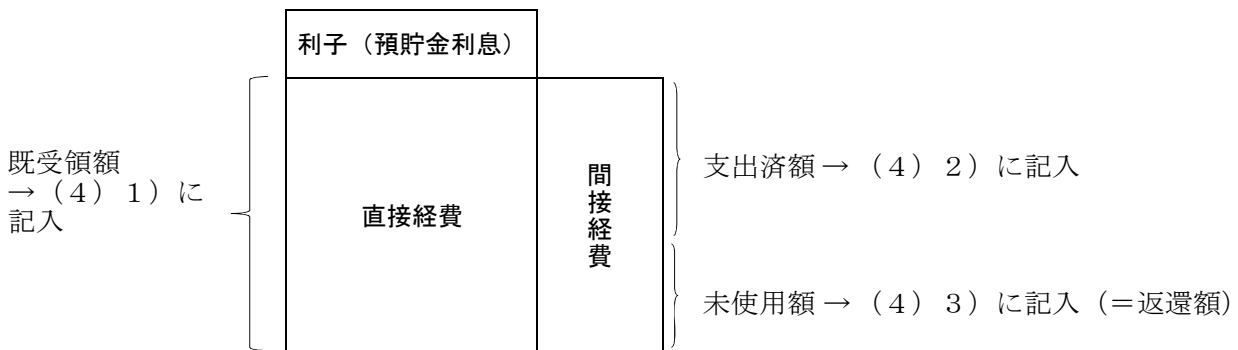 利子（預貯金利息）
既受領額
→（４）１）に
記入
直接経費
間接経費
支出済額→（４）２）に記入
未使用額→（４）３）に記入（＝返還額）